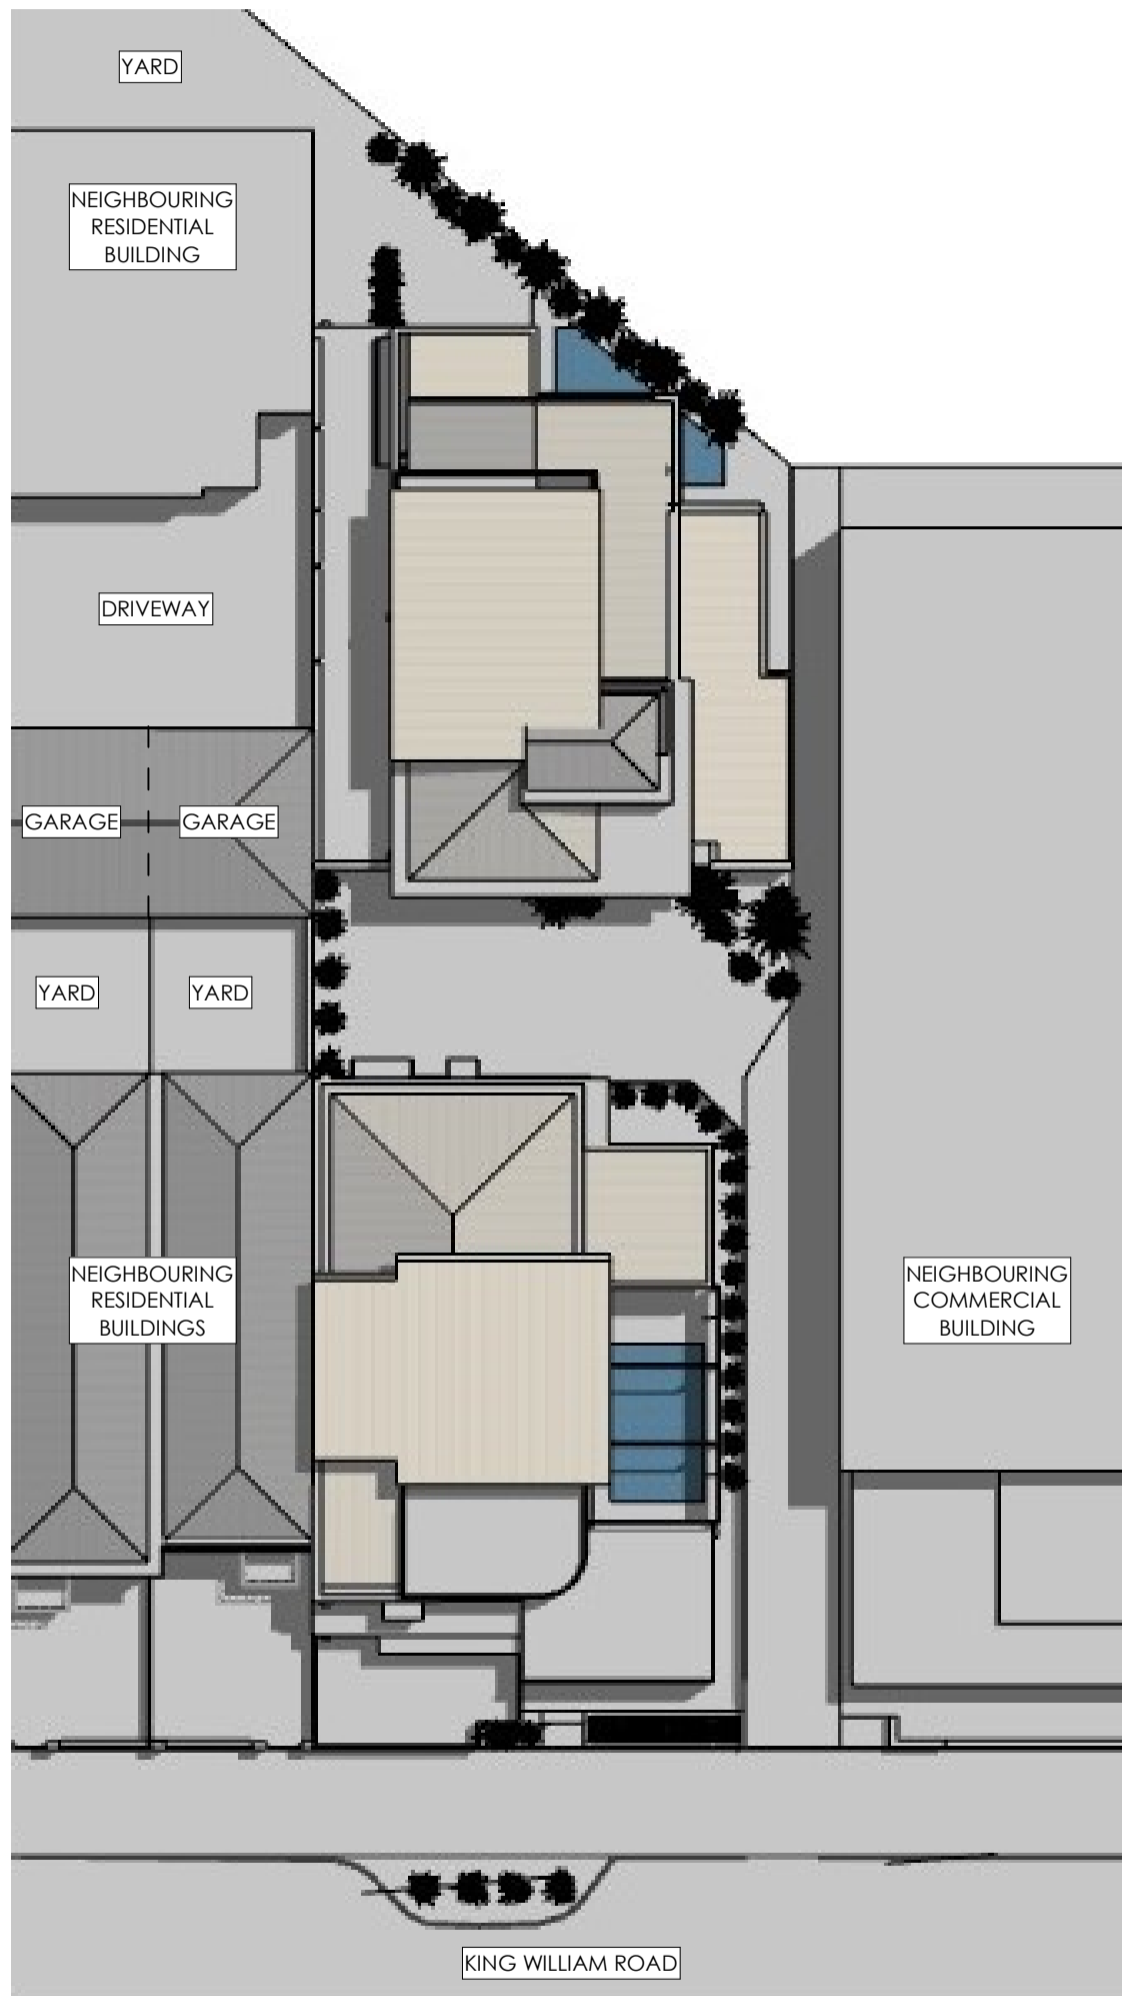 YARD
NEIGHBOURING
RESIDENTIAL
BUILDING
DRIVEWAY
GARAGE
GARAGE
YARD
YARD
NEIGHBOURING
RESIDENTIAL
BUILDINGS
NEIGHBOURING
COMMERCIAL
BUILDING
KING WILLIAM ROAD